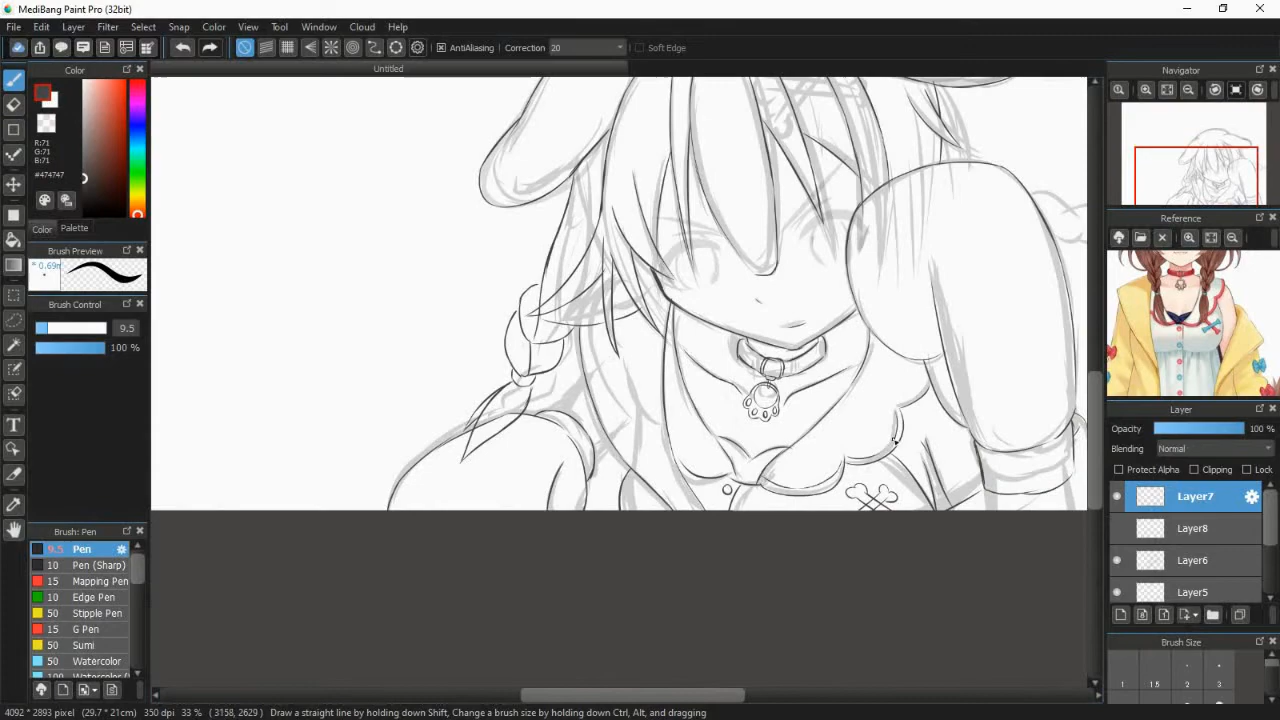 MediBang Paint Pro (32bit)
File Edit Layer Filter Select Snap Color View Tool Window Cloud Help
AntiAliasing Correction 20 Soft Edge
Color
Untitled
Navigator
R:71
G:71
B:71
#474747
Color Palette
Reference
Brush Preview
* 0.69m
Brush Control
9.5
100 %
Layer
Opacity 100 %
Blending Normal
Protect Alpha Clipping Lock
Layer7
Layer8
Layer6
Layer5
Brush: Pen
9.5 Pen
10 Pen (Sharp)
15 Mapping Pen
10 Edge Pen
50 Stipple Pen
15 G Pen
50 Sumi
50 Watercolor
100 Watercolor (
Brush Size
1 1.5 2 3
4092 * 2893 pixel (29.7 * 21cm) 350 dpi 33 % ( 3158, 2629 ) Draw a straight line by holding down Shift, Change a brush size by holding down Ctrl, Alt, and dragging